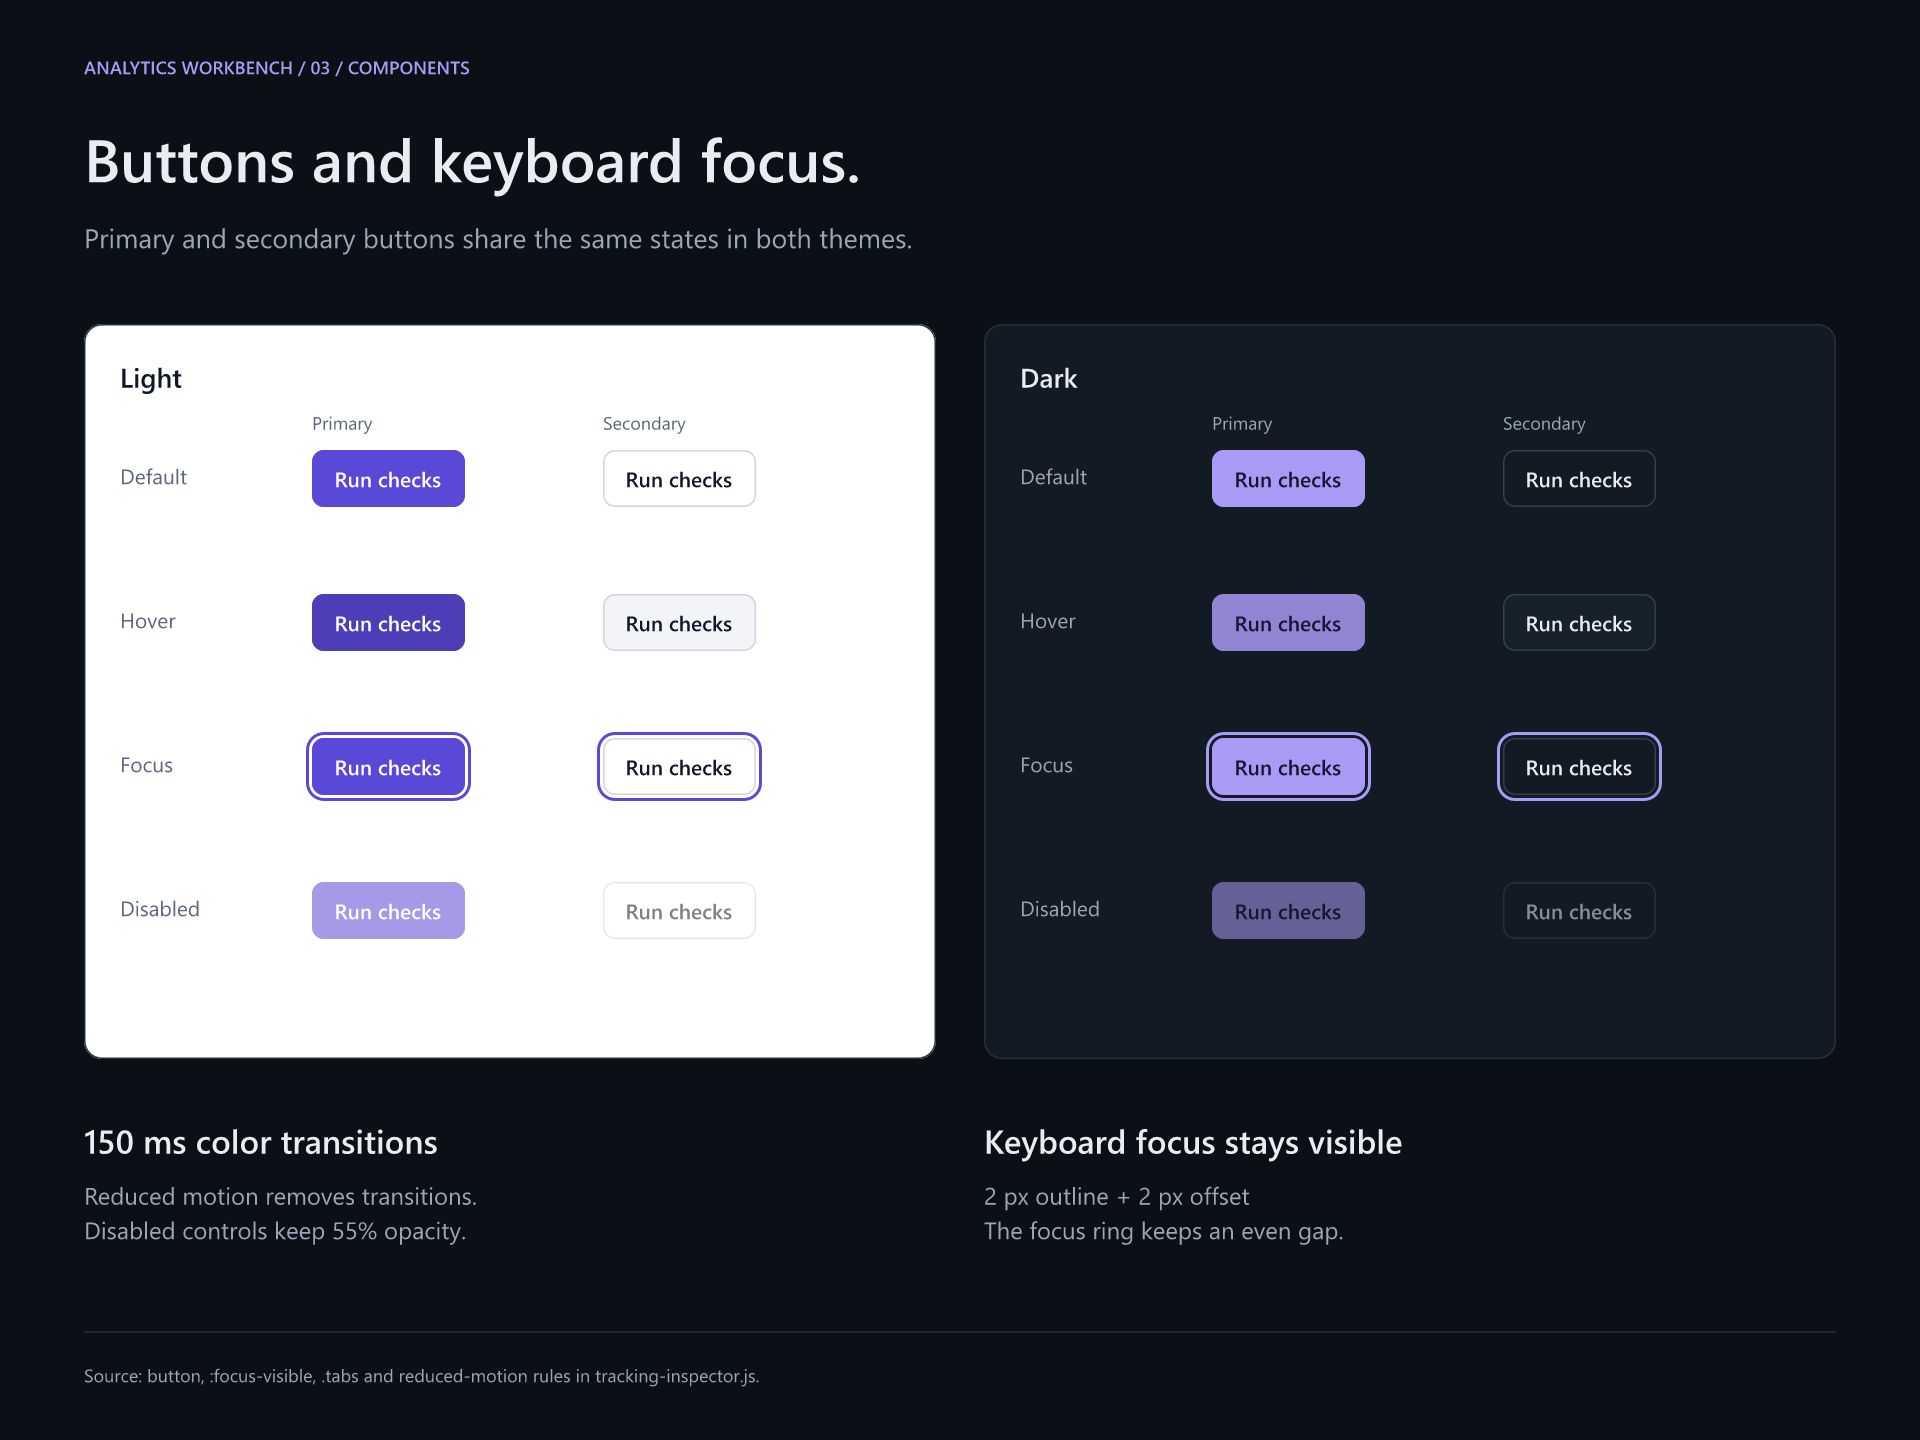 ANALYTICS WORKBENCH / 03 / COMPONENTS
Buttons and keyboard focus.
Primary and secondary buttons share the same states in both themes.
Light
Primary Secondary
Default Run checks Run checks
Hover Run checks Run checks
Focus Run checks Run checks
Disabled Run checks Run checks
Dark
Primary Secondary
Default Run checks Run checks
Hover Run checks Run checks
Focus Run checks Run checks
Disabled Run checks Run checks
150 ms color transitions
Reduced motion removes transitions.
Disabled controls keep 55% opacity.
Keyboard focus stays visible
2 px outline + 2 px offset
The focus ring keeps an even gap.
Source: button, :focus-visible, .tabs and reduced-motion rules in tracking-inspector.js.